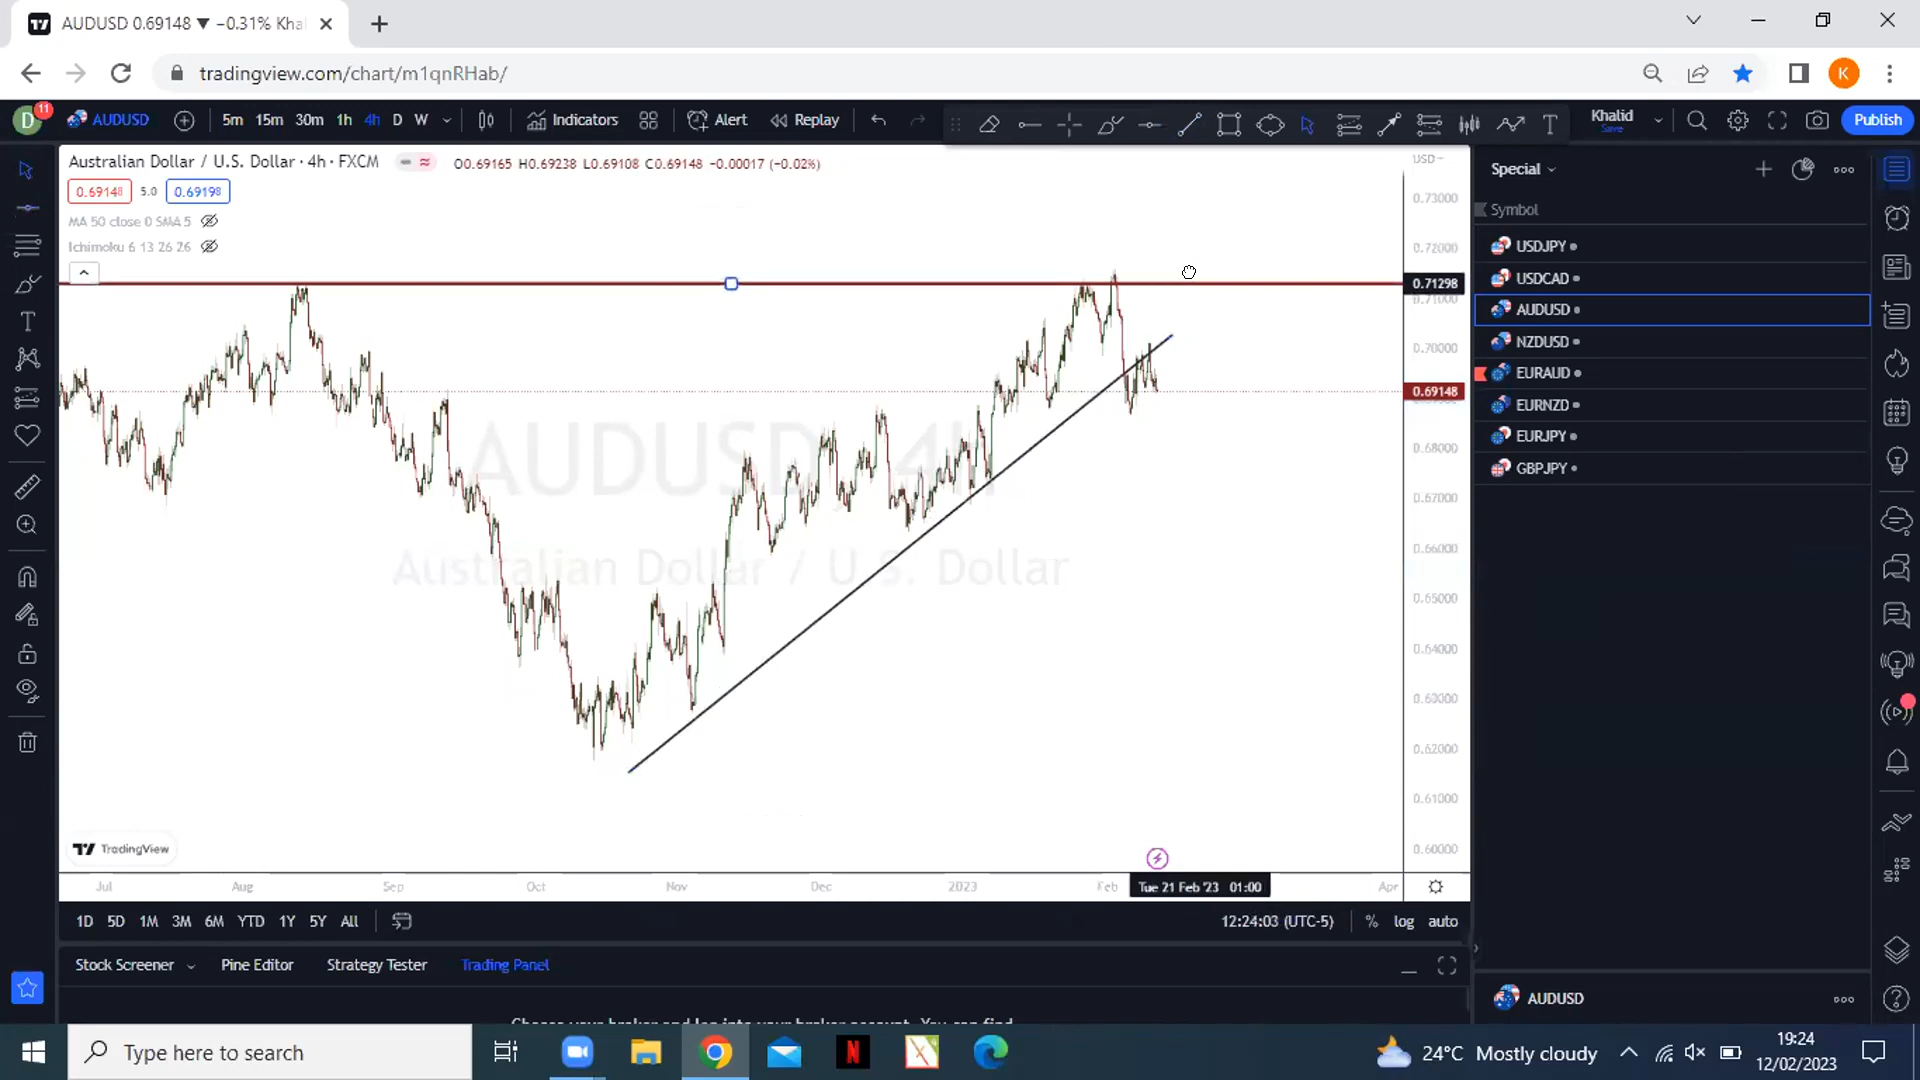 AUDUSD 0.69148 ▼ −0.31% Kha
tradingview.com/chart/m1qnRHab/
D 11 AUDUSD 5m 15m 30m 1h 4h D W Indicators Alert Replay T Khalid Save Publish
Australian Dollar / U.S. Dollar · 4h · FXCM O0.69165 H0.69238 L0.69108 C0.69148 −0.00017 (−0.02%)
0.69148 5.0 0.69198
MA 50 close 0 SMA 5
Ichimoku 6 13 26 26
USD
0.73000
0.72000
0.71298
0.71000
0.70000
0.69148
0.68000
0.67000
0.66000
0.65000
0.64000
0.63000
0.62000
0.61000
0.60000
AUDUSD, 4h
Australian Dollar / U.S. Dollar
TradingView
Jul Aug Sep Oct Nov Dec 2023 Feb Tue 21 Feb '23 01:00 Apr
1D 5D 1M 3M 6M YTD 1Y 5Y All 12:24:03 (UTC-5) % log auto
Stock Screener Pine Editor Strategy Tester Trading Panel
Special
Symbol
USDJPY
USDCAD
AUDUSD
NZDUSD
EURAUD
EURNZD
EURJPY
GBPJPY
AUDUSD
K
Type here to search
24°C Mostly cloudy
19:24
12/02/2023